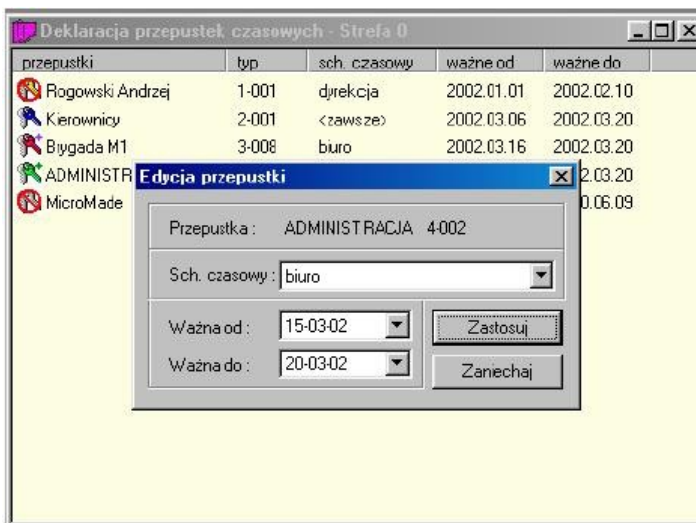 Deklaracja przepustek czasowych - Strefa 0
przepustki typ sch. czasowy ważne od ważne do
Rogowski Andrzej 1-001 dyrekcja 2002.01.01 2002.02.10
Kierownicy 2-001 <zawsze> 2002.03.06 2002.03.20
Brygada M1 3-008 biuro 2002.03.16 2002.03.20
ADMINISTR 2.03.20
MicroMade 0.06.09
Edycja przepustki
Przepustka : ADMINISTRACJA 4-002
Sch. czasowy : biuro
Ważna od : 15-03-02 Zastosuj
Ważna do : 20-03-02 Zaniechaj